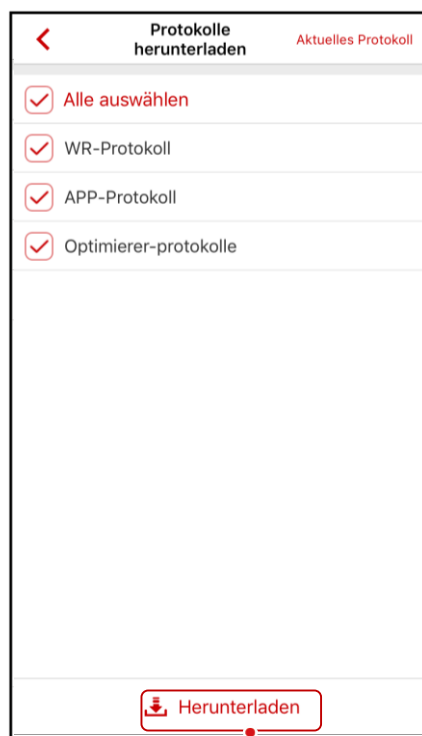 Protokolle
herunterladen
Aktuelles Protokoll
Alle auswählen
WR-Protokoll
APP-Protokoll
Optimierer-protokolle
Herunterladen